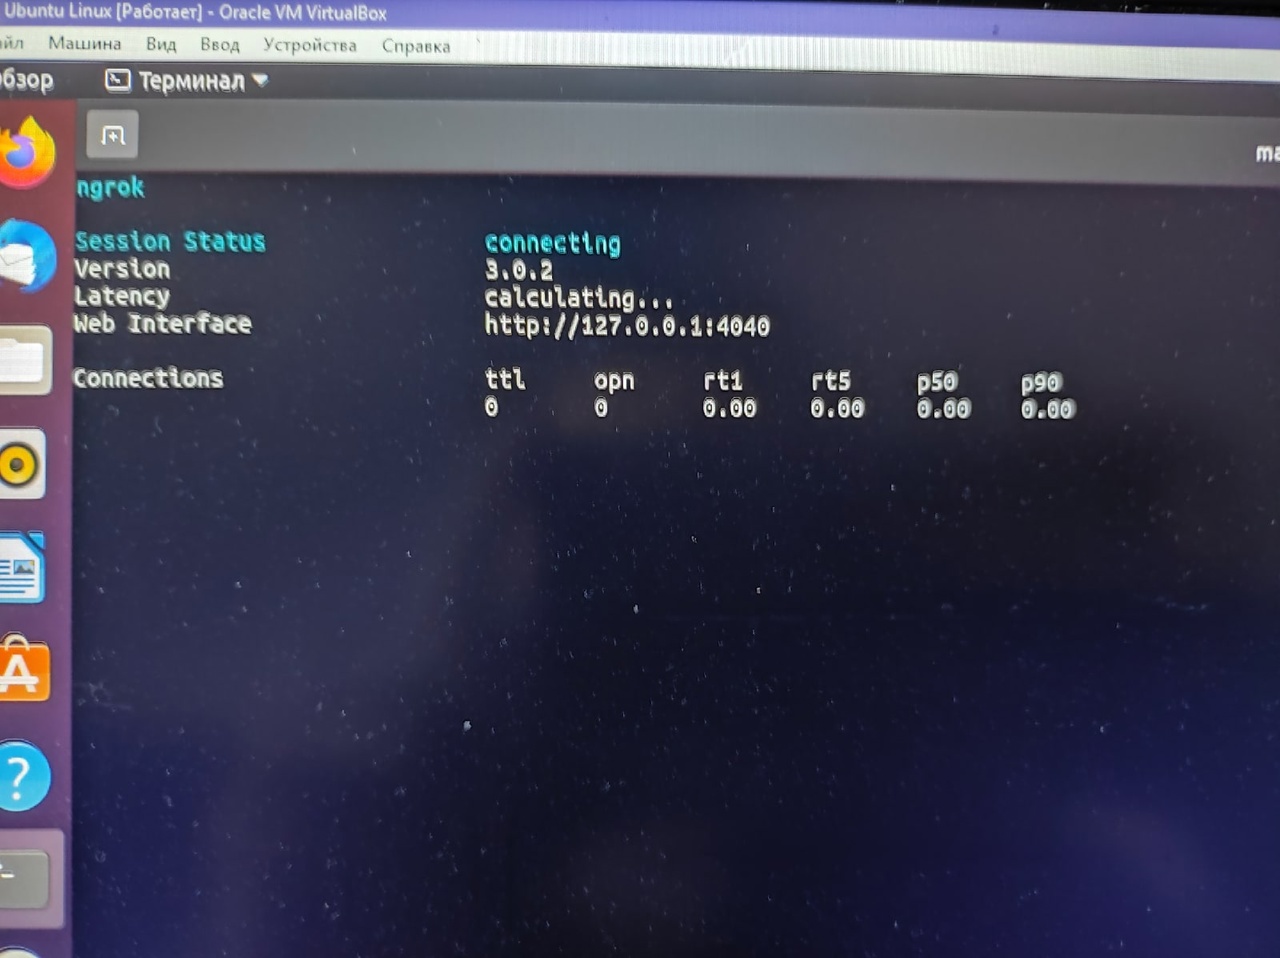 Ubuntu Linux [Работает] - Oracle VM VirtualBox
йл Машина Вид Ввод Устройства Справка
бзор Терминал
ma
ngrok
Session Status connecting
Version 3.0.2
Latency calculating...
Web Interface http://127.0.0.1:4040
Connections ttl opn rt1 rt5 p50 p90
0 0 0.00 0.00 0.00 0.00